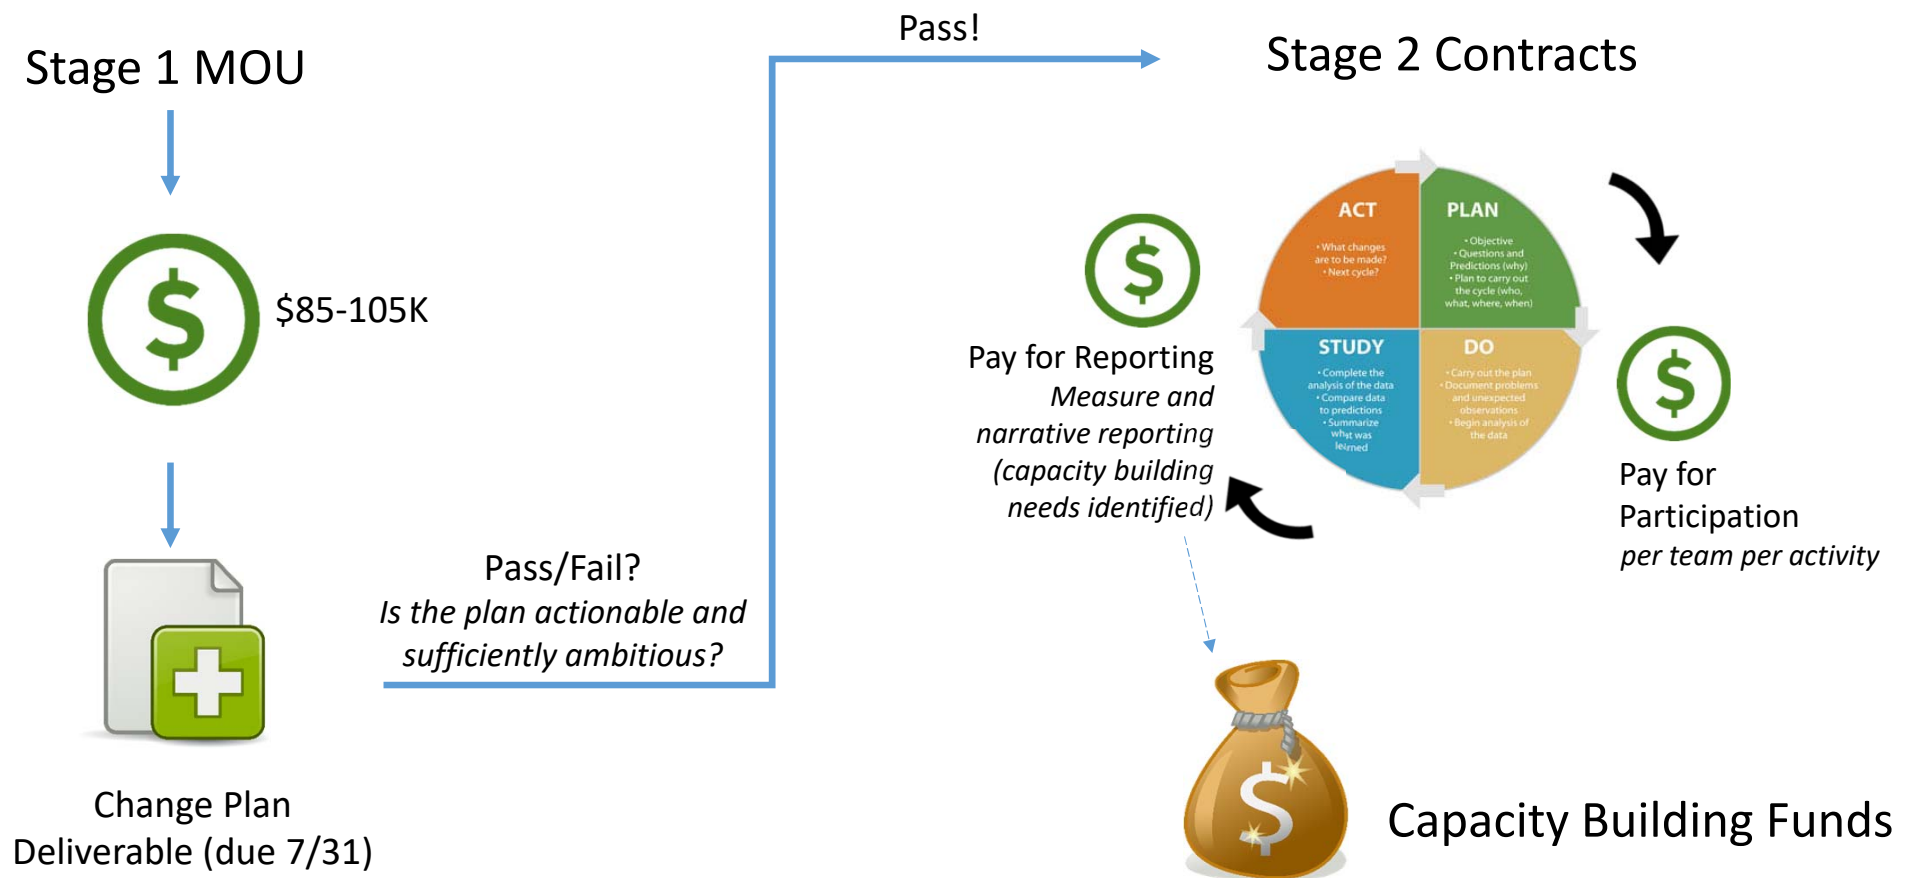 Stage 1 MOU
$
$85-105K
Change Plan
Deliverable (due 7/31)
Pass/Fail?
Is the plan actionable and
sufficiently ambitious?
Pass!
Stage 2 Contracts
ACT
• What changes
are to be made?
• Next cycle?
PLAN
• Objective
• Questions and
Predictions (why)
• Plan to carry out
the cycle (who,
what, where, when)
STUDY
• Complete the
analysis of the data
• Compare data
to predictions
• Summarize
what was
learned
DO
• Carry out the plan
• Document problems
and unexpected
observations
• Begin analysis of
the data
$
Pay for Reporting
Measure and
narrative reporting
(capacity building
needs identified)
$
Pay for
Participation
per team per activity
$
Capacity Building Funds